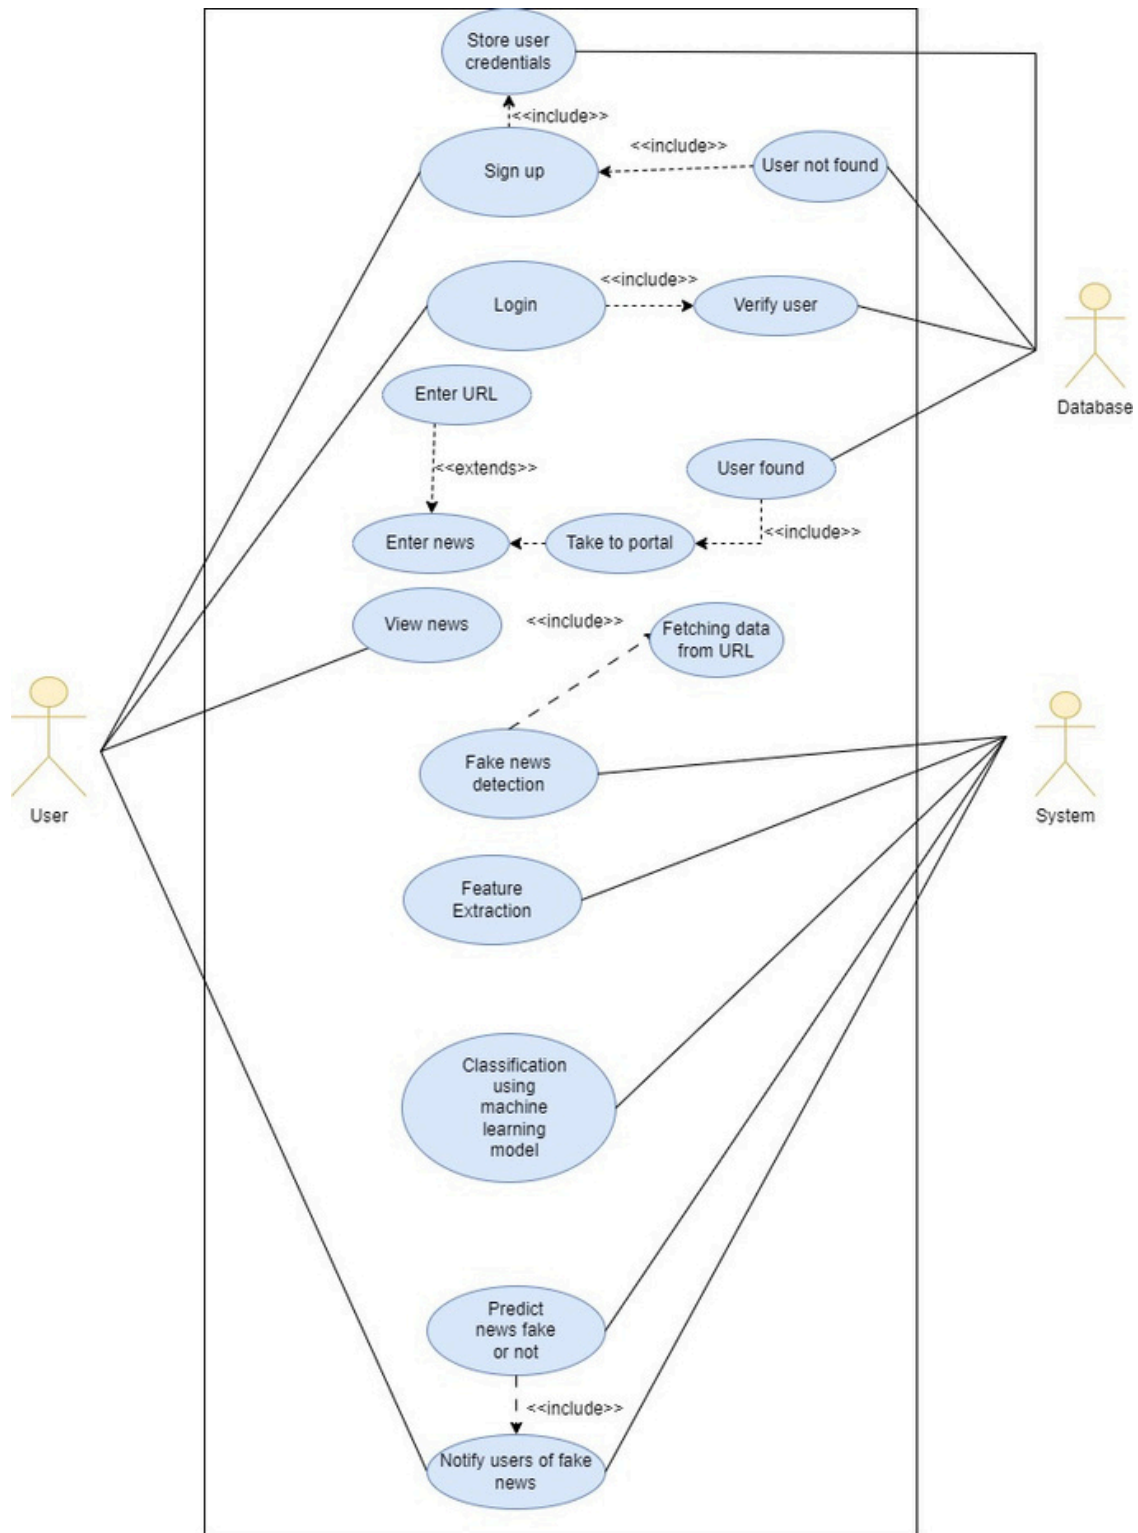 Store user
credentials
<<include>>
<<include>>
Sign up
User not found
<<include>>
Login
Verify user
Enter URL
Database
<<extends>>
User found
<<include>>
Enter news
Take to portal
View news
<<include>>
Fetching data
from URL
Fake news
detection
User
System
Feature
Extraction
Classification
using
machine
learning
model
Predict
news fake
or not
<<include>>
Notify users of fake
news